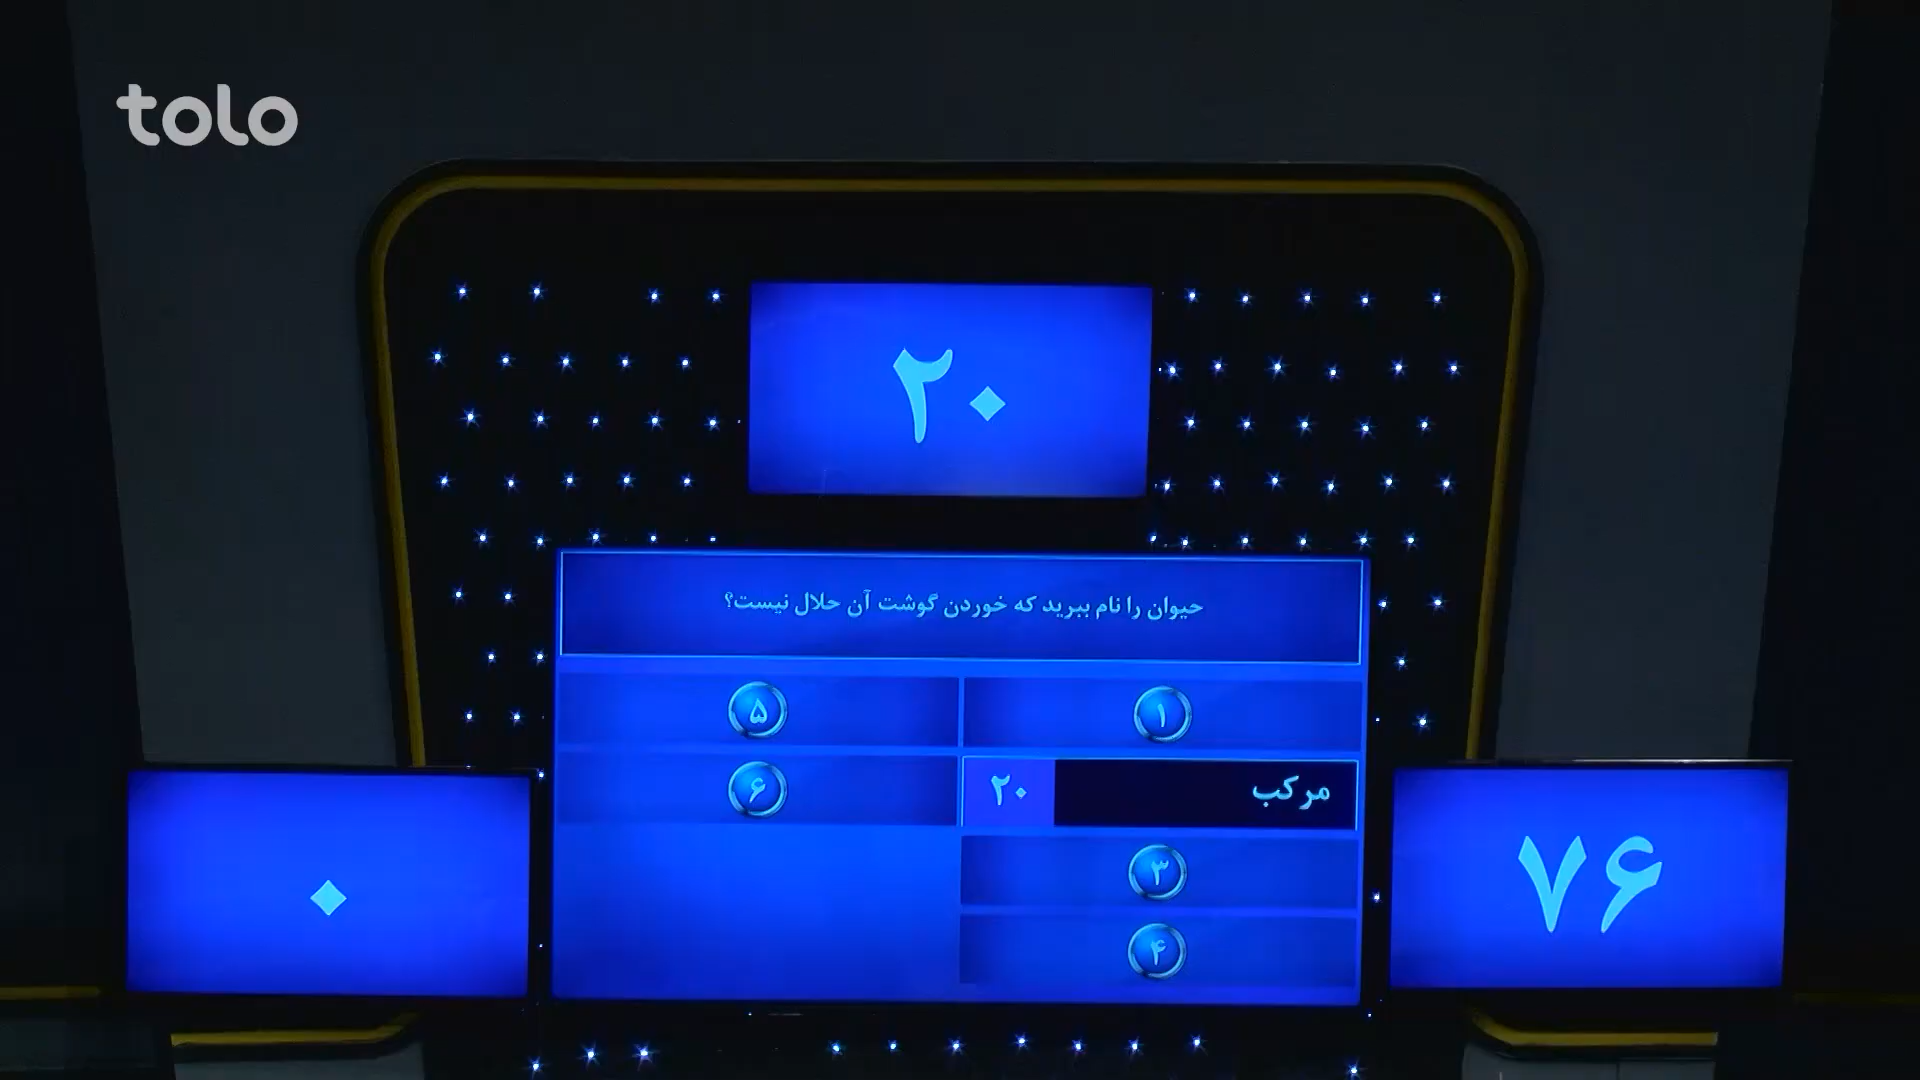 tolo
۲۰
حیوان را نام ببرید که خوردن گوشت آن حلال نیست؟
۱
۵
مرکب ۲۰
۶
۳
۴
۰
۷۶